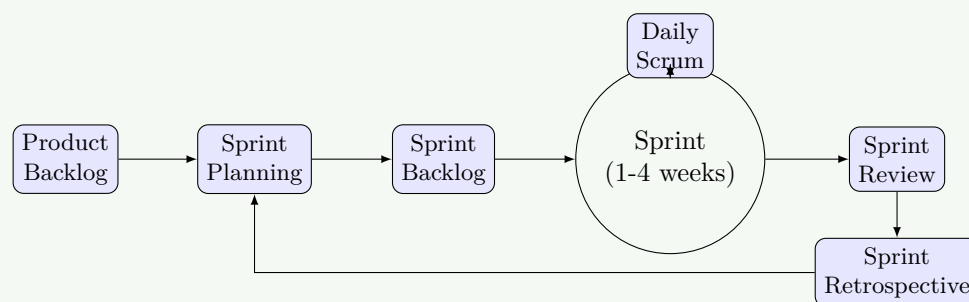 Daily
Scrum
Product
Backlog
Sprint
Planning
Sprint
Backlog
Sprint
(1-4 weeks)
Sprint
Review
Sprint
Retrospective